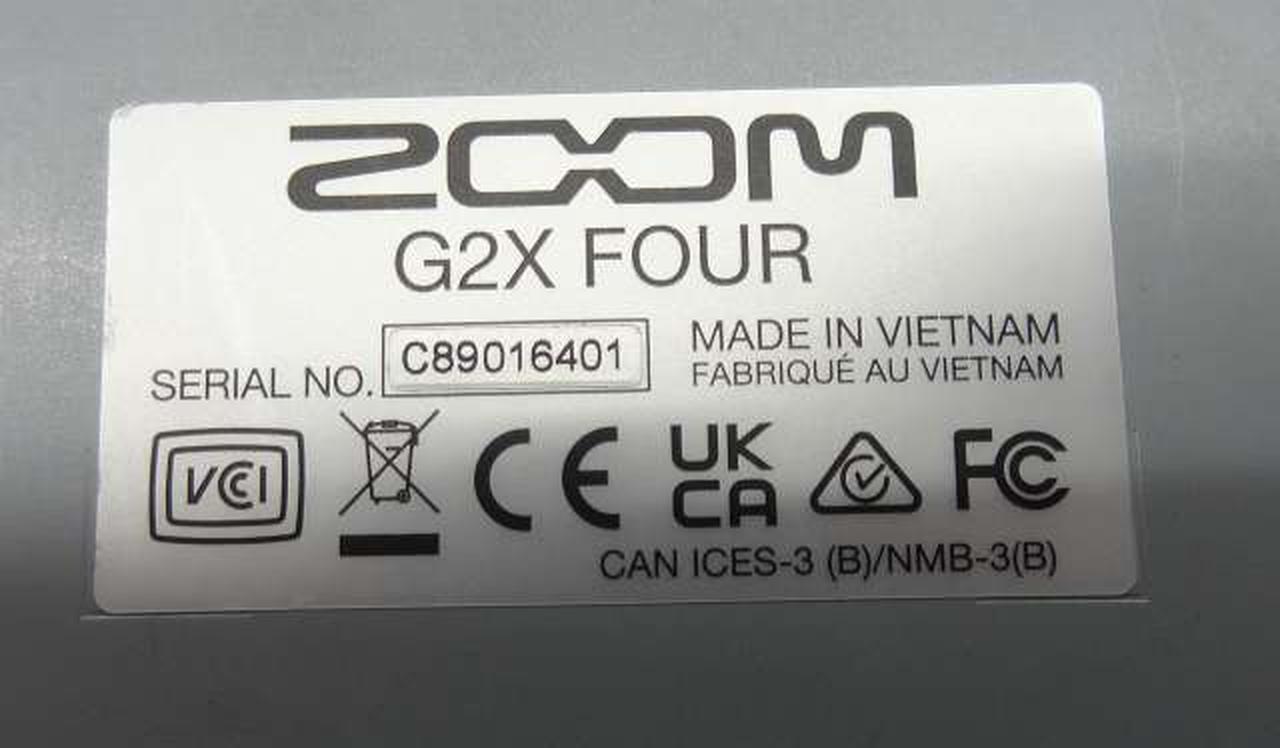 ZOOM
G2X FOUR
SERIAL NO. C89016401
MADE IN VIETNAM
FABRIQUÉ AU VIETNAM
VCCI CE UK CA FC
CAN ICES-3 (B)/NMB-3(B)